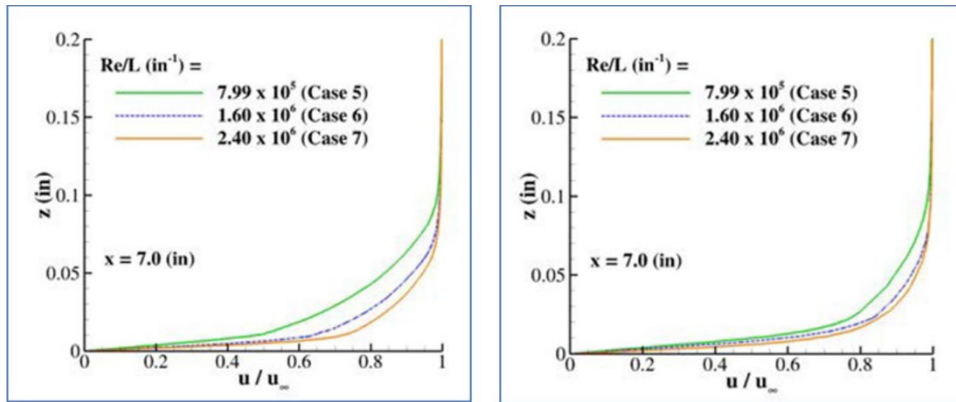 0.2
Re/L (in⁻¹) =
7.99 x 10⁵ (Case 5)
1.60 x 10⁶ (Case 6)
2.40 x 10⁶ (Case 7)
0.15
z (in)
0.1
x = 7.0 (in)
0.05
0
0 0.2 0.4 0.6 0.8 1
u / u∞
0.2
Re/L (in⁻¹) =
7.99 x 10⁵ (Case 5)
1.60 x 10⁶ (Case 6)
2.40 x 10⁶ (Case 7)
0.15
z (in)
0.1
x = 7.0 (in)
0.05
0
0 0.2 0.4 0.6 0.8 1
u / u∞